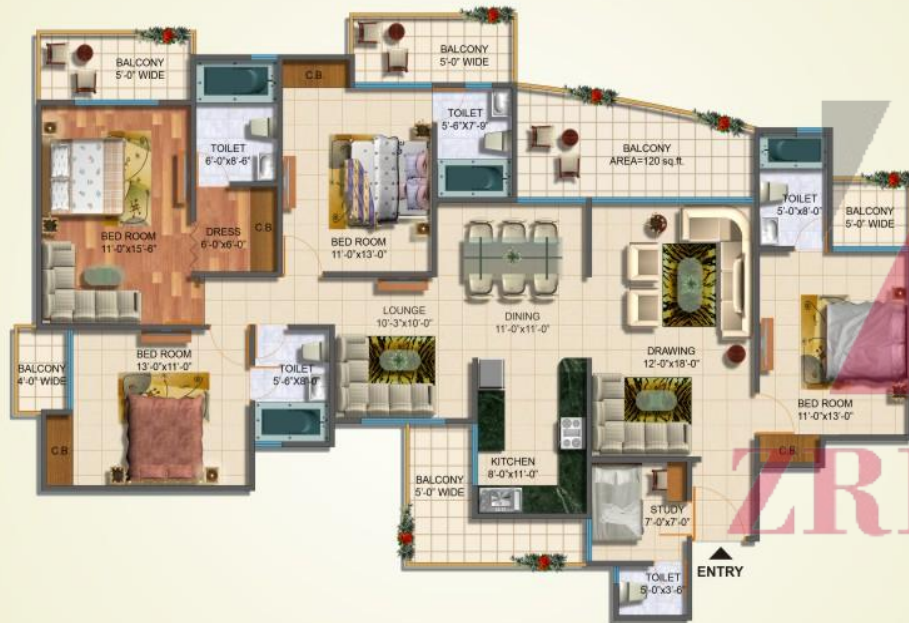 BALCONY
5'-0" WIDE
C.B.
BALCONY
5'-0" WIDE
TOILET
6'-0"x8'-6"
TOILET
5'-6"X7'-9"
BALCONY
AREA=120 sq.ft.
TOILET
5'-0"x8'-0"
BALCONY
5'-0" WIDE
BED ROOM
11'-0"x15'-6"
DRESS
6'-0"x6'-0"
C.B.
BED ROOM
11'-0"x13'-0"
LOUNGE
10'-3"x10'-0"
DINING
11'-0"x11'-0"
DRAWING
12'-0"x18'-0"
BED ROOM
11'-0"x13'-0"
C.B.
BALCONY
4'-0" WIDE
BED ROOM
13'-0"x11'-0"
TOILET
5'-6"X8'-0"
C.B.
BALCONY
5'-0" WIDE
KITCHEN
8'-0"x11'-0"
STUDY
7'-0"x7'-0"
TOILET
5'-0"x3'-6"
ENTRY